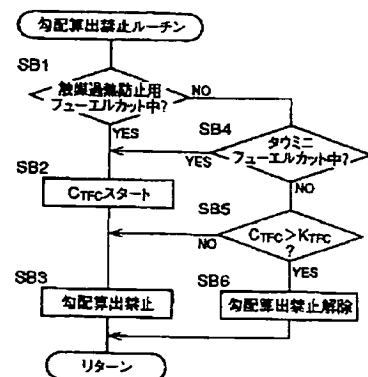 勾配算出禁止ルーチン
SB1
触媒過熱防止用
フューエルカット中?
NO
YES
SB4
タウミニ
フューエルカット中?
YES
NO
SB2
CTFCスタート
SB5
CTFC>KTFC
?
NO
YES
SB3
勾配算出禁止
SB6
勾配算出禁止解除
リターン